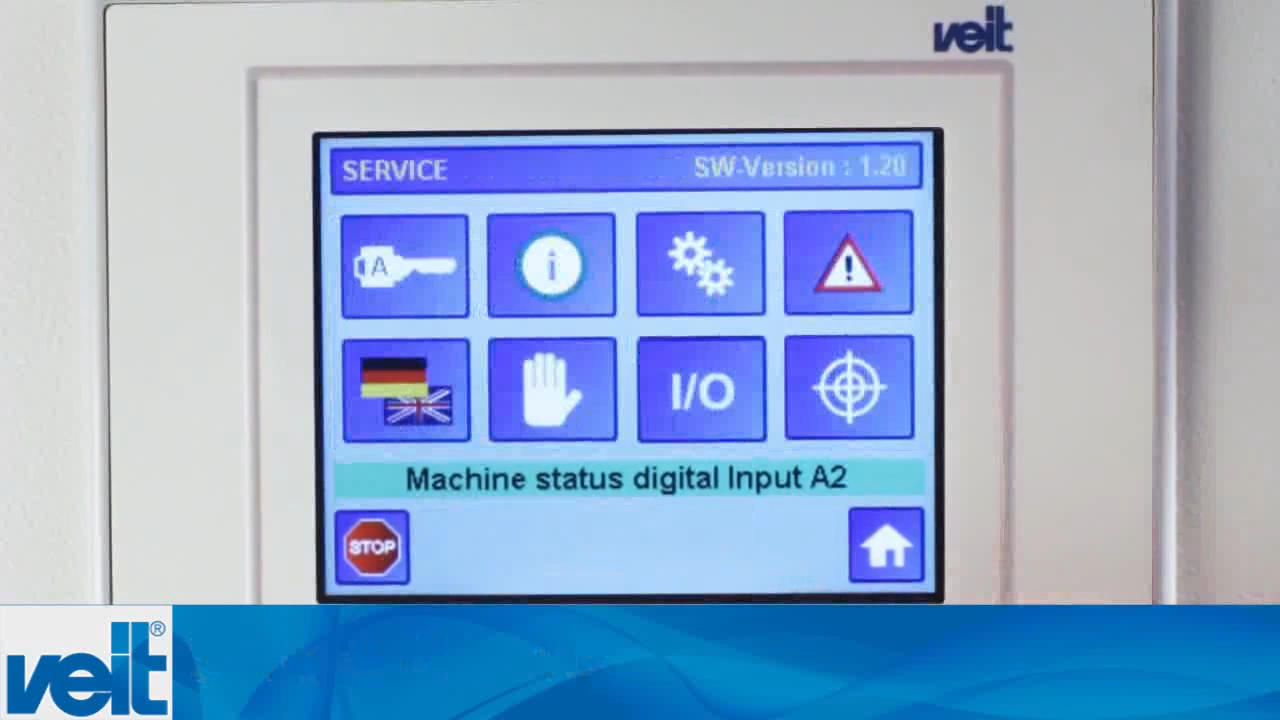 veit
SERVICE SW-Version : 1.20
A i !
I/O
Machine status digital Input A2
STOP
veit®